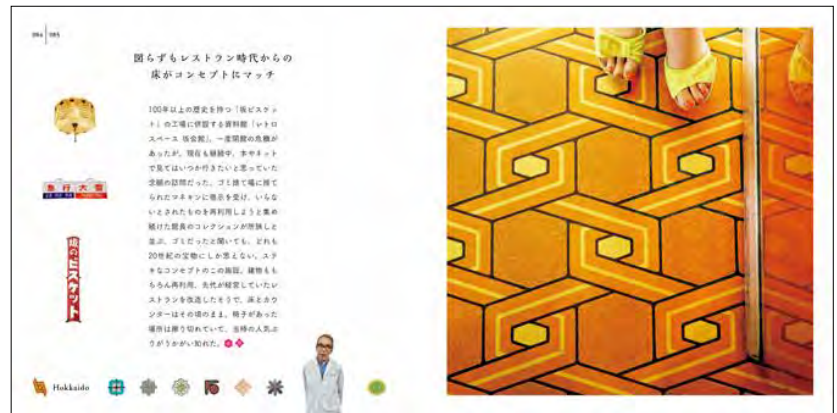 094 | 095
図らずもレストラン時代からの
床がコンセプトにマッチ
100年以上の歴史を持つ「坂ビスケッ
ト」の工場に併設する資料館「レトロ
スペース 坂会館」。一度閉館の危機が
あったが、現在も継続中。本やネット
で見てはいつか行きたいと思っていた
念願の訪問だった。ゴミ捨て場に捨て
られたマネキンに啓示を受け、いらな
いとされたものを再利用しようと集め
続けた館長のコレクションが所狭しと
並ぶ。ゴミだったと聞いても、どれも
20世紀の宝物にしか思えない。ステ
キなコンセプトのこの施設。建物もも
ちろん再利用。先代が経営していたレ
ストランを改造したそうで、床とカウ
ンターはその頃のまま。椅子があった
場所は擦り切れていて、当時の人気ぶ
りがうかがい知れた。
急行 大雪
坂のビスケット
Hokkaido